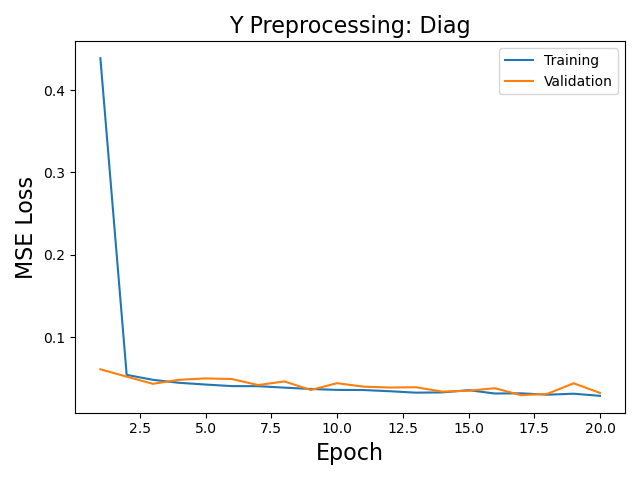 Y Preprocessing: Diag
Training
Validation
0.4
0.3
0.2
0.1
MSE Loss
2.5 5.0 7.5 10.0 12.5 15.0 17.5 20.0
Epoch